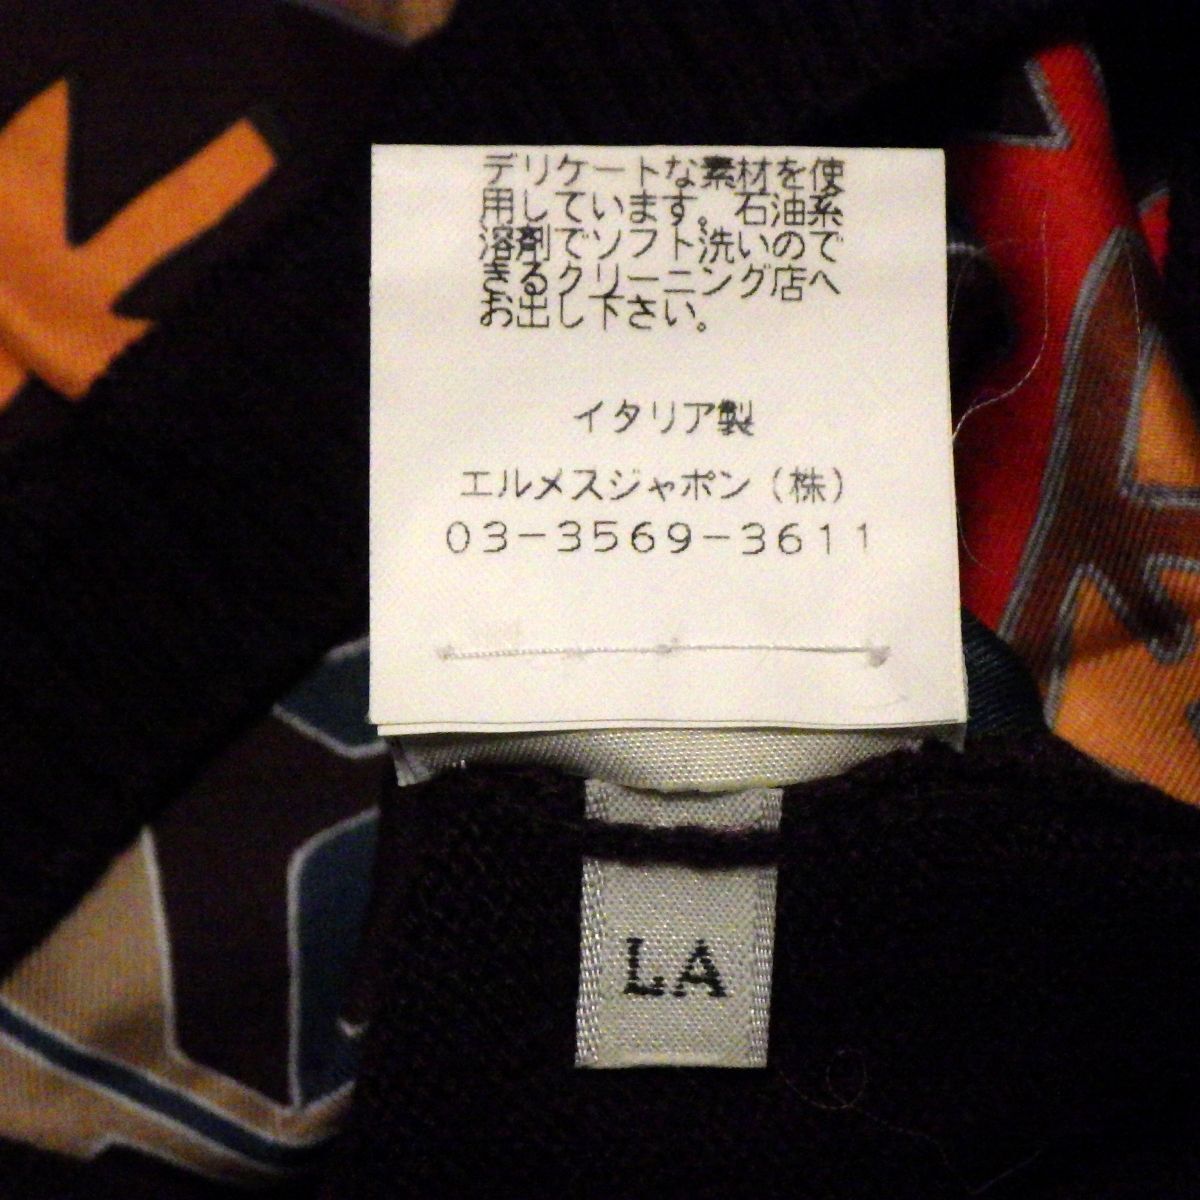 デリケートな素材を使
用しています。石油系
溶剤でソフト洗いので
きるクリーニング店へ
お出し下さい。
イタリア製
エルメスジャポン（株）
03-3569-3611
LA